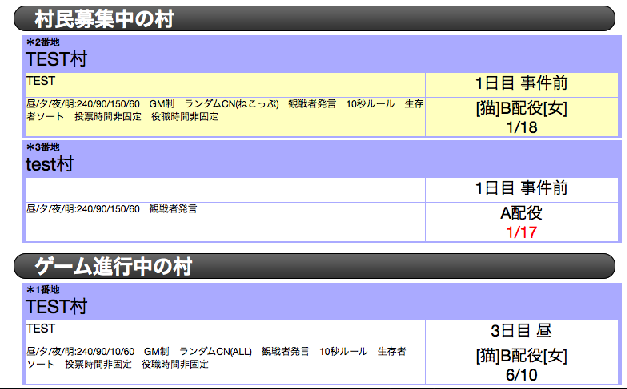 村民募集中の村
*2番地
TEST村
TEST
1日目 事件前
昼/夕/夜/明:240/90/150/60　GM制　ランダムCN(ねこっぷ)　観戦者発言　10秒ルール　生存
者ソート　投票時間非固定　役職時間非固定
[猫]B配役[女]
1/18
*3番地
test村
1日目 事件前
昼/夕/夜/明:240/90/150/60　観戦者発言
A配役
1/17
ゲーム進行中の村
*1番地
TEST村
TEST
3日目 昼
昼/夕/夜/明:240/90/10/60　GM制　ランダムCN(ALL)　観戦者発言　10秒ルール　生存者
ソート　投票時間非固定　役職時間非固定
[猫]B配役[女]
6/10